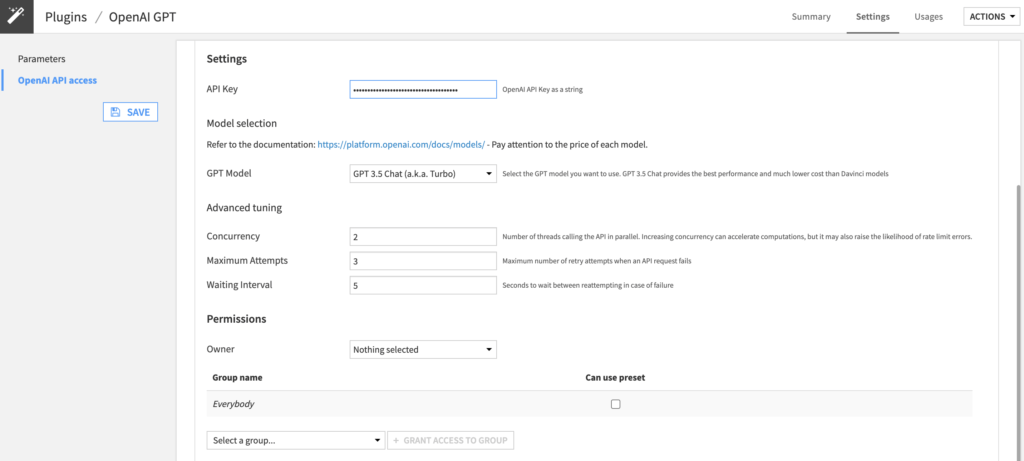 Plugins / OpenAI GPT
Summary
Settings
Usages
ACTIONS
Parameters
OpenAI API access
SAVE
Settings
API Key •••••••••••••••••••••••••••••••••••• OpenAI API Key as a string
Model selection
Refer to the documentation: https://platform.openai.com/docs/models/ - Pay attention to the price of each model.
GPT Model GPT 3.5 Chat (a.k.a. Turbo) Select the GPT model you want to use. GPT 3.5 Chat provides the best performance and much lower cost than Davinci models
Advanced tuning
Concurrency 2 Number of threads calling the API in parallel. Increasing concurrency can accelerate computations, but it may also raise the likelihood of rate limit errors.
Maximum Attempts 3 Maximum number of retry attempts when an API request fails
Waiting Interval 5 Seconds to wait between reattempting in case of failure
Permissions
Owner Nothing selected
Group name Can use preset
Everybody
Select a group... + GRANT ACCESS TO GROUP